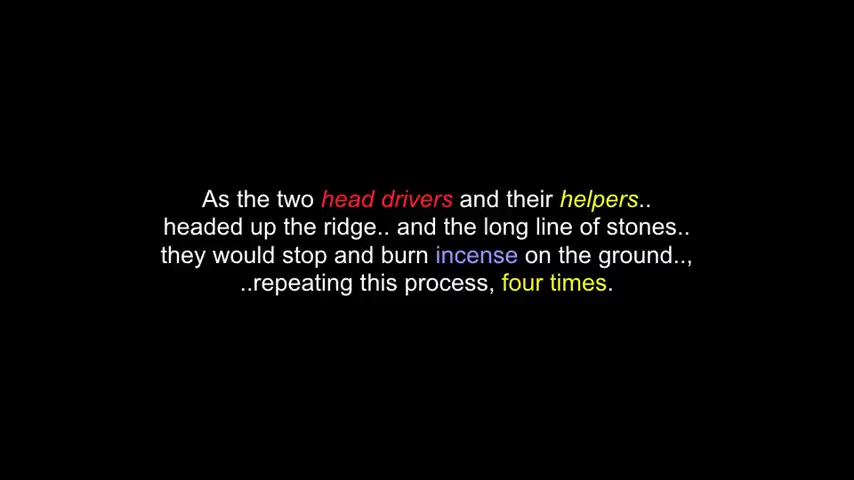 As the two head drivers and their helpers..
headed up the ridge.. and the long line of stones..
they would stop and burn incense on the ground..,
..repeating this process, four times.